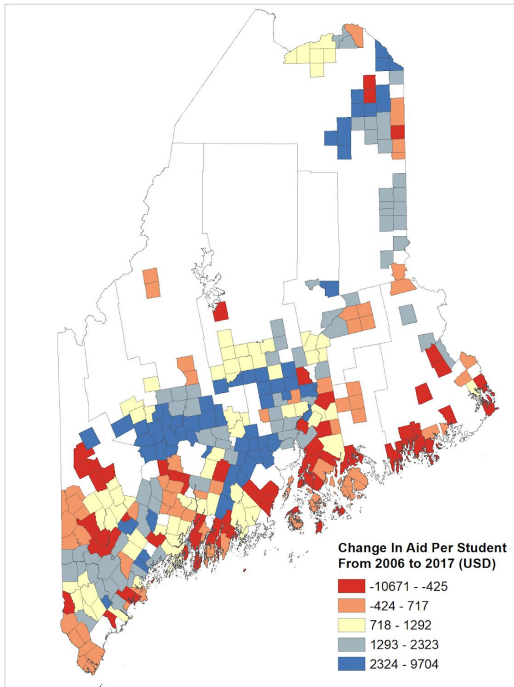 Change In Aid Per Student
From 2006 to 2017 (USD)
-10671 - -425
-424 - 717
718 - 1292
1293 - 2323
2324 - 9704